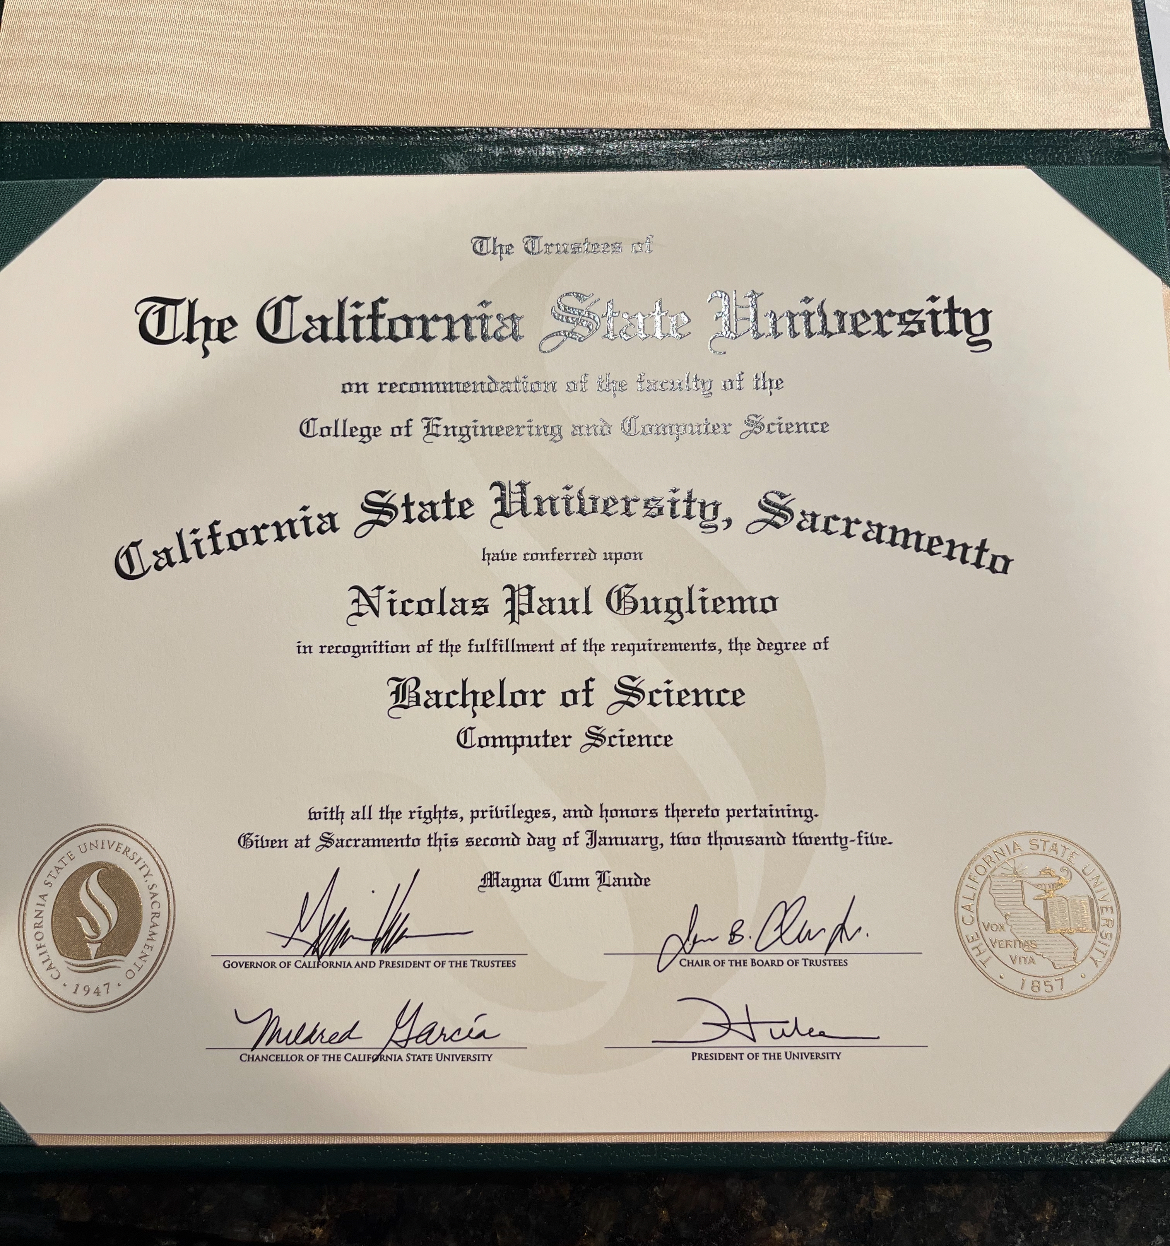 The Trustees of
The California State University
on recommendation of the faculty of the
College of Engineering and Computer Science
California State University, Sacramento
have conferred upon
Nicolas Paul Gugliemo
in recognition of the fulfillment of the requirements, the degree of
Bachelor of Science
Computer Science
with all the rights, privileges, and honors thereto pertaining.
Given at Sacramento this second day of January, two thousand twenty-five.
Magna Cum Laude
GOVERNOR OF CALIFORNIA AND PRESIDENT OF THE TRUSTEES
CHAIR OF THE BOARD OF TRUSTEES
Mildred García
CHANCELLOR OF THE CALIFORNIA STATE UNIVERSITY
PRESIDENT OF THE UNIVERSITY
CALIFORNIA STATE UNIVERSITY, SACRAMENTO
· 1947 ·
THE CALIFORNIA STATE UNIVERSITY
VOX
VERITAS
VITA
· 1857 ·